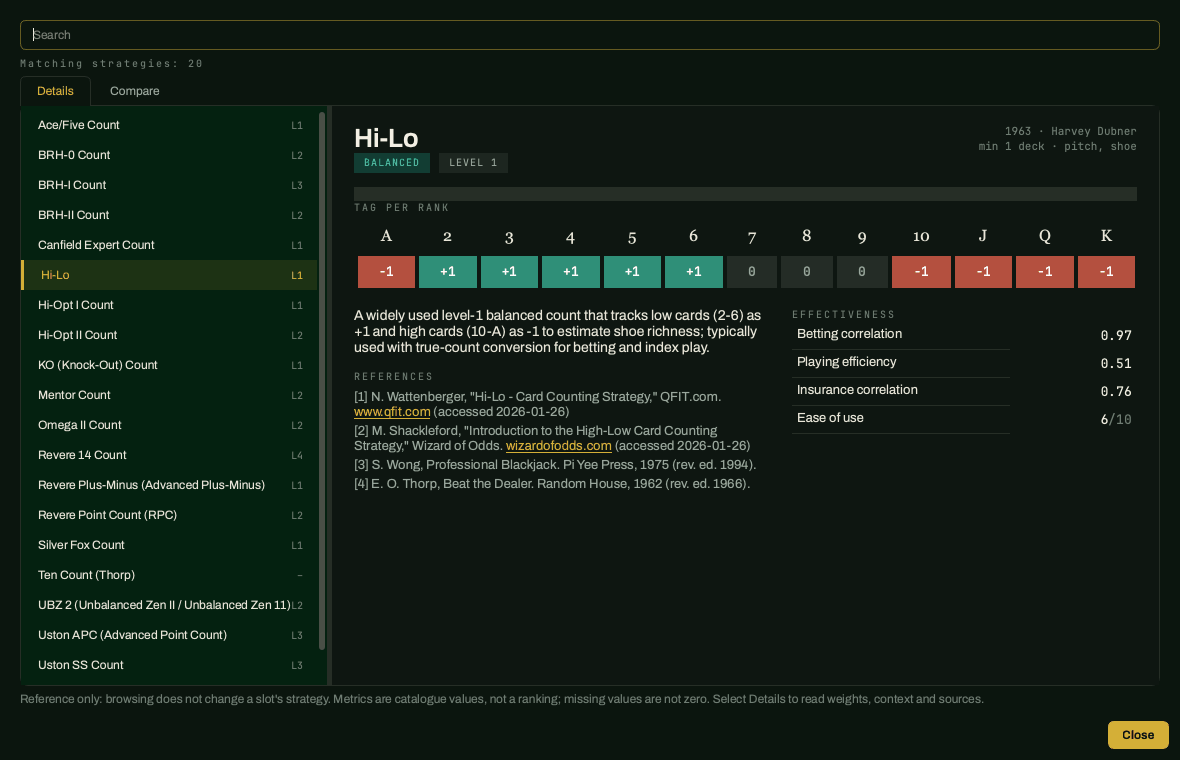 Search
Matching strategies: 20
Details
Compare
Ace/Five Count L1
BRH-0 Count L2
BRH-I Count L3
BRH-II Count L2
Canfield Expert Count L1
Hi-Lo L1
Hi-Opt I Count L1
Hi-Opt II Count L2
KO (Knock-Out) Count L1
Mentor Count L2
Omega II Count L2
Revere 14 Count L4
Revere Plus-Minus (Advanced Plus-Minus) L1
Revere Point Count (RPC) L2
Silver Fox Count L1
Ten Count (Thorp) –
UBZ 2 (Unbalanced Zen II / Unbalanced Zen 11) L2
Uston APC (Advanced Point Count) L3
Uston SS Count L3
Hi-Lo
1963 · Harvey Dubner
min 1 deck · pitch, shoe
BALANCED LEVEL 1
TAG PER RANK
A 2 3 4 5 6 7 8 9 10 J Q K
-1 +1 +1 +1 +1 +1 0 0 0 -1 -1 -1 -1
A widely used level-1 balanced count that tracks low cards (2-6) as
+1 and high cards (10-A) as -1 to estimate shoe richness; typically
used with true-count conversion for betting and index play.
REFERENCES
[1] N. Wattenberger, "Hi-Lo - Card Counting Strategy," QFIT.com.
www.qfit.com (accessed 2026-01-26)
[2] M. Shackleford, "Introduction to the High-Low Card Counting
Strategy," Wizard of Odds. wizardofodds.com (accessed 2026-01-26)
[3] S. Wong, Professional Blackjack. Pi Yee Press, 1975 (rev. ed. 1994).
[4] E. O. Thorp, Beat the Dealer. Random House, 1962 (rev. ed. 1966).
EFFECTIVENESS
Betting correlation 0.97
Playing efficiency 0.51
Insurance correlation 0.76
Ease of use 6/10
Reference only: browsing does not change a slot's strategy. Metrics are catalogue values, not a ranking; missing values are not zero. Select Details to read weights, context and sources.
Close